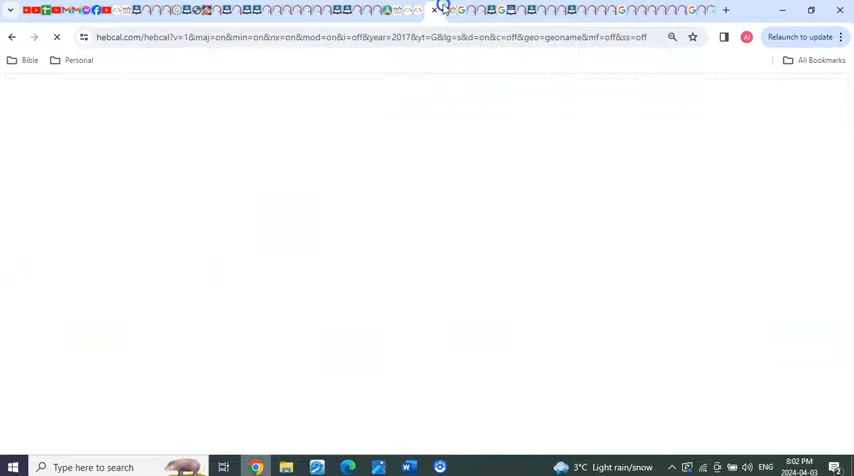 hebcal.com/hebcal?v=1&maj=on&min=on&nx=on&mod=on&i=off&year=2017&yt=G&lg=s&d=on&c=off&geo=geoname&mf=off&ss=off
AI
Relaunch to update
Bible
Personal
All Bookmarks
Type here to search
3°C Light rain/snow
ENG
8:02 PM
2024-04-03
2